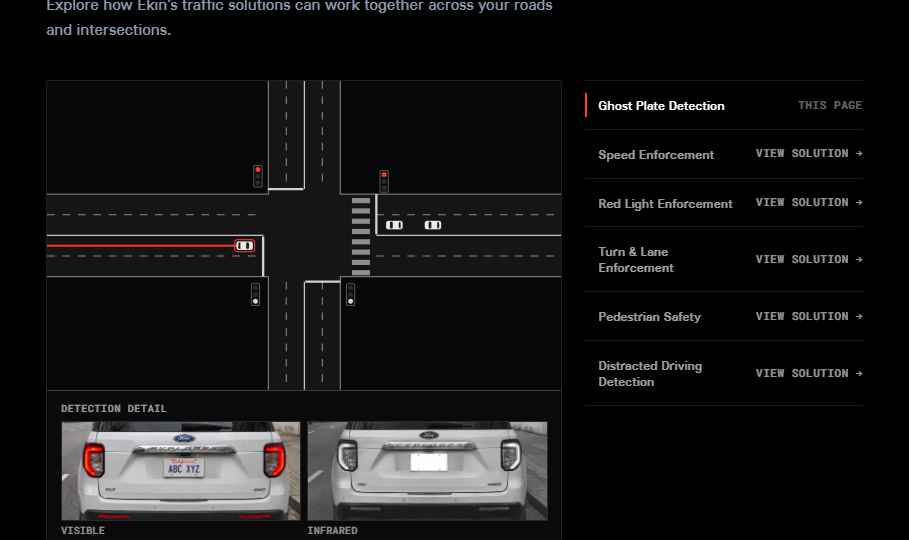 Explore how Ekin's traffic solutions can work together across your roads
and intersections.
Ghost Plate Detection THIS PAGE
Speed Enforcement VIEW SOLUTION →
Red Light Enforcement VIEW SOLUTION →
Turn & Lane
Enforcement VIEW SOLUTION →
Pedestrian Safety VIEW SOLUTION →
Distracted Driving
Detection VIEW SOLUTION →
DETECTION DETAIL
ABC XYZ
VISIBLE INFRARED